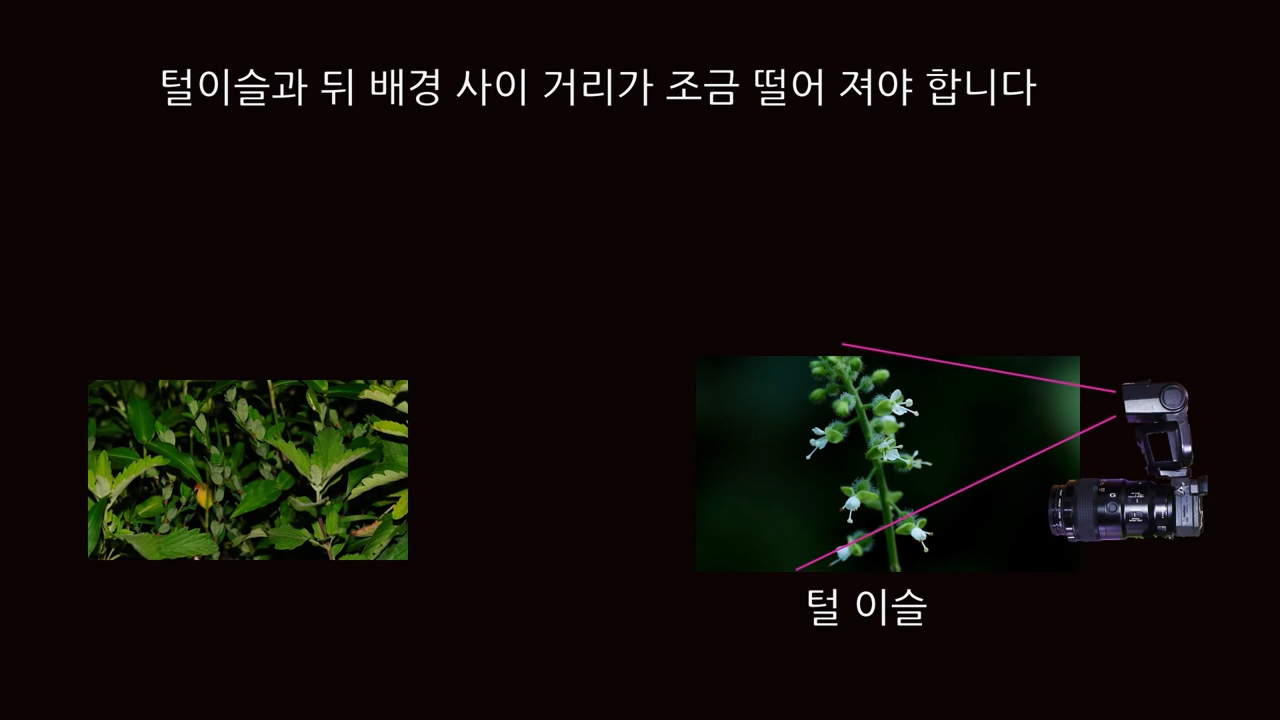 털이슬과 뒤 배경 사이 거리가 조금 떨어 져야 합니다
털 이슬